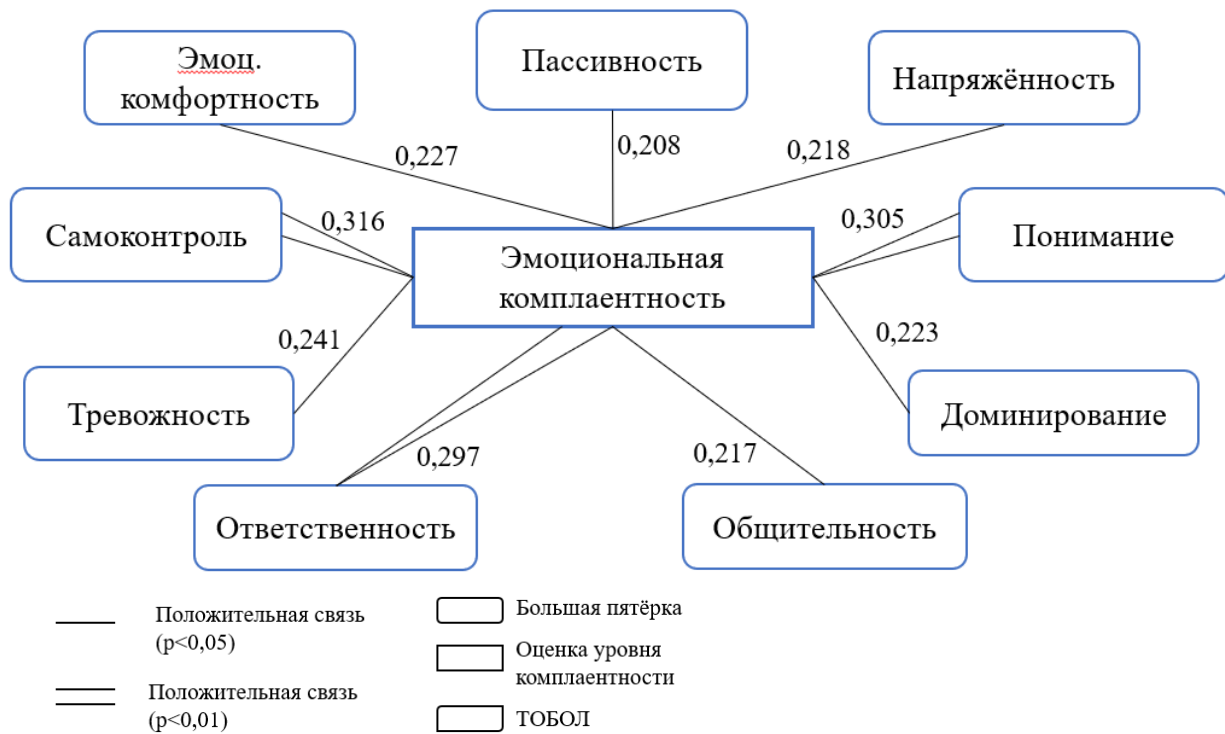 Эмоц.
комфортность
Пассивность
Напряжённость
0,227
0,208
0,218
Самоконтроль
0,316
Эмоциональная
комплаентность
0,305
Понимание
0,241
0,223
Тревожность
Доминирование
0,297
0,217
Ответственность
Общительность
Положительная связь
(p<0,05)
Положительная связь
(p<0,01)
Большая пятёрка
Оценка уровня
комплаентности
ТОБОЛ